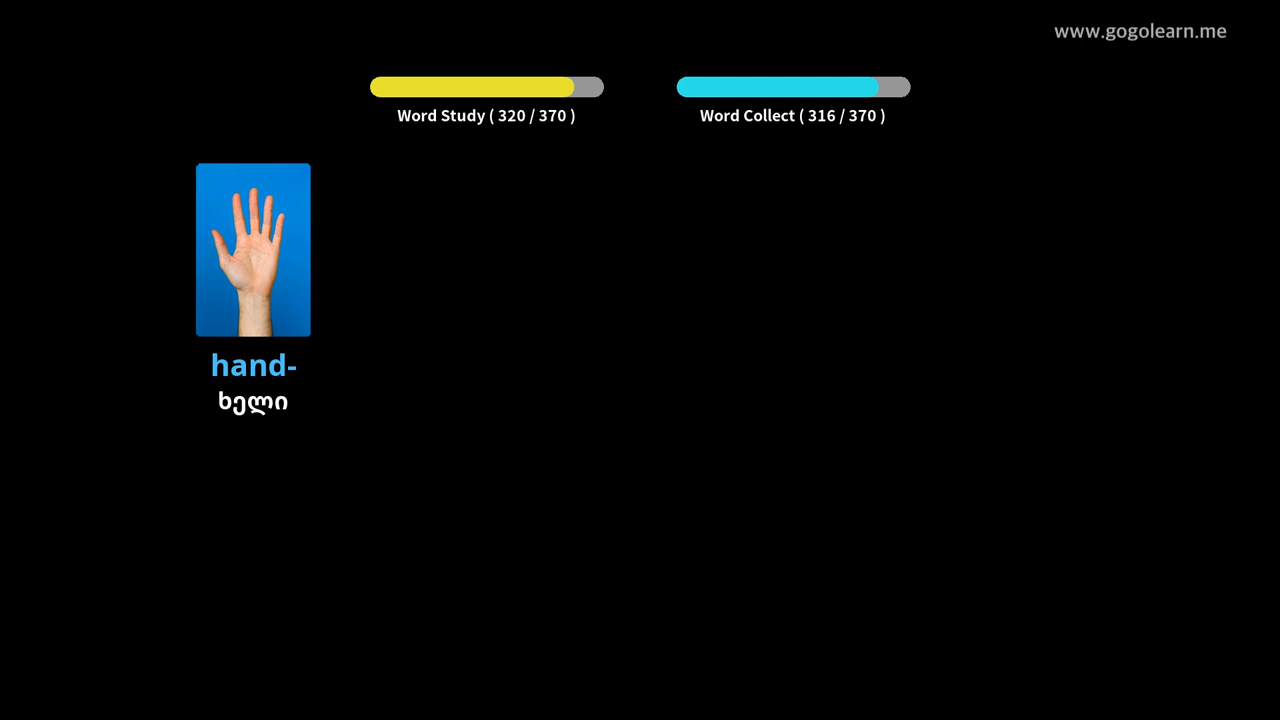 www.gogolearn.me
Word Study ( 320 / 370 )
Word Collect ( 316 / 370 )
hand-
ხელი